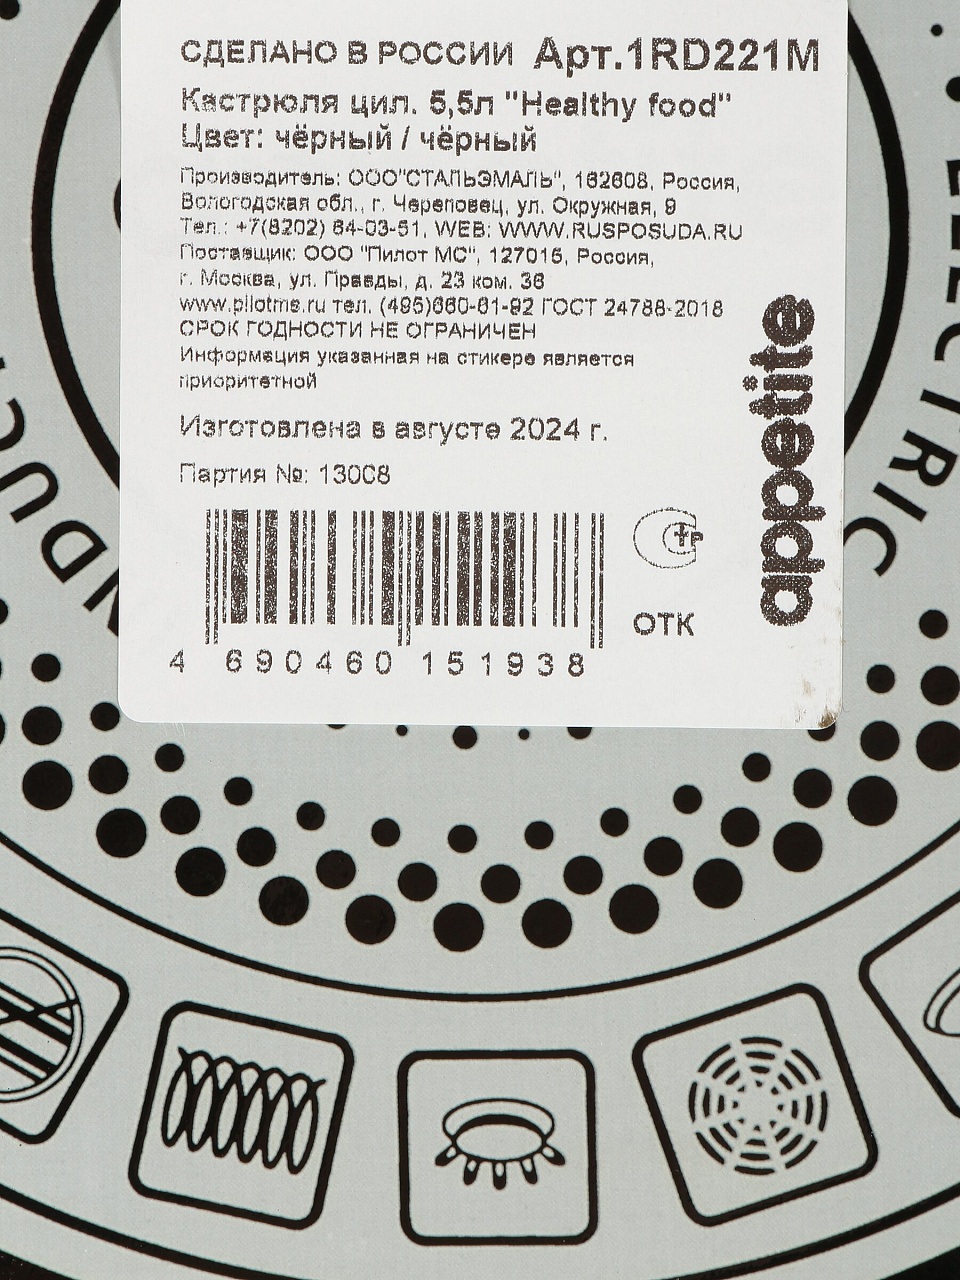 СДЕЛАНО В РОССИИ Арт.1RD221M
Кастрюля цил. 5,5л "Healthy food"
Цвет: чёрный / чёрный
Производитель: ООО"СТАЛЬЭМАЛЬ", 162608, Россия,
Вологодская обл., г. Череповец, ул. Окружная, 9
Тел.: +7(8202) 64-03-51, WEB: WWW.RUSPOSUDA.RU
Поставщик: ООО "Пилот МС", 127015, Россия,
г. Москва, ул. Правды, д. 23 ком. 36
www.pilotms.ru тел. (495)660-61-92 ГОСТ 24788-2018
СРОК ГОДНОСТИ НЕ ОГРАНИЧЕН
Информация указанная на стикере является
приоритетной
Изготовлена в августе 2024 г.
Партия №: 13008
ОТК
4 690460 151938
appetite